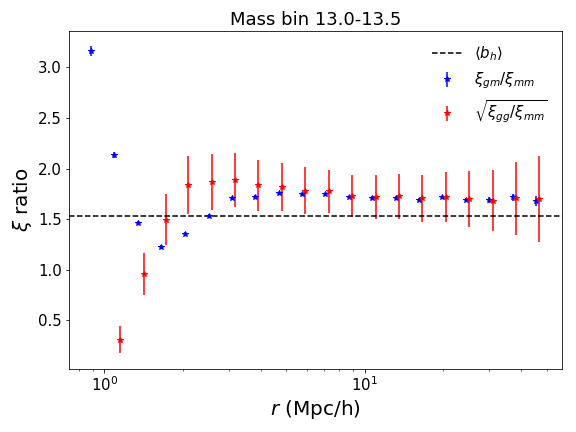 Mass bin 13.0-13.5
⟨b_h⟩
ξ_gm/ξ_mm
√ξ_gg/ξ_mm
ξ ratio
3.0
2.5
2.0
1.5
1.0
0.5
10^0
10^1
r (Mpc/h)